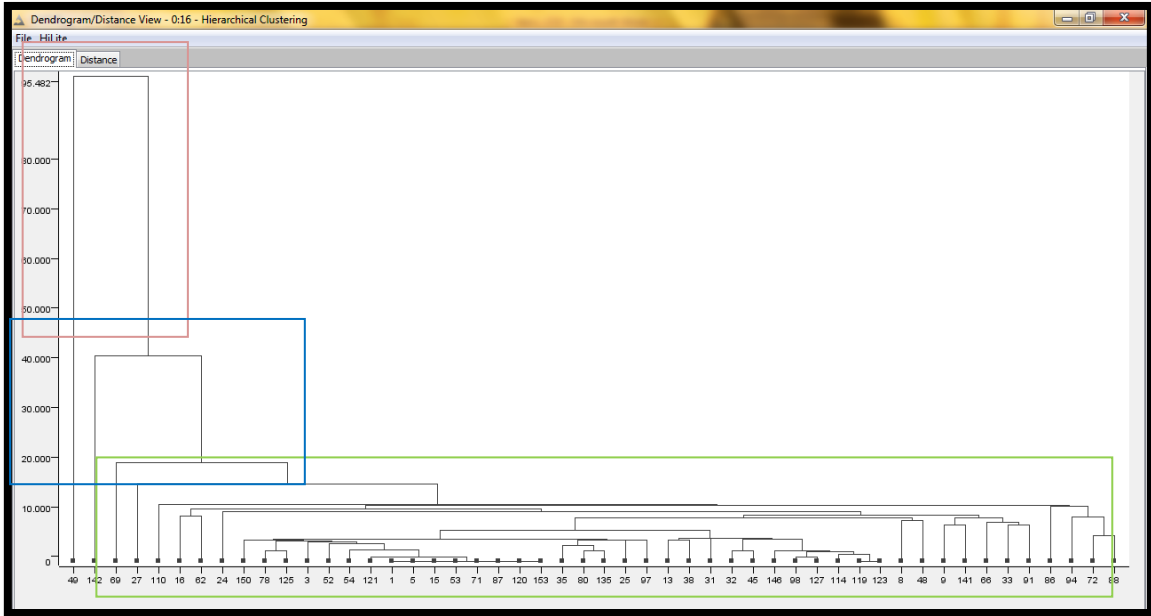 Dendrogram/Distance View - 0:16 - Hierarchical Clustering
File HiLite
Dendrogram Distance
95.482
80.000
70.000
60.000
50.000
40.000
30.000
20.000
10.000
0
49 142 69 27 110 16 62 24 150 78 125 3 52 54 121 1 5 15 53 71 87 120 153 35 80 135 25 97 13 38 31 32 45 146 98 127 114 119 123 8 48 9 141 66 33 91 86 94 72 88